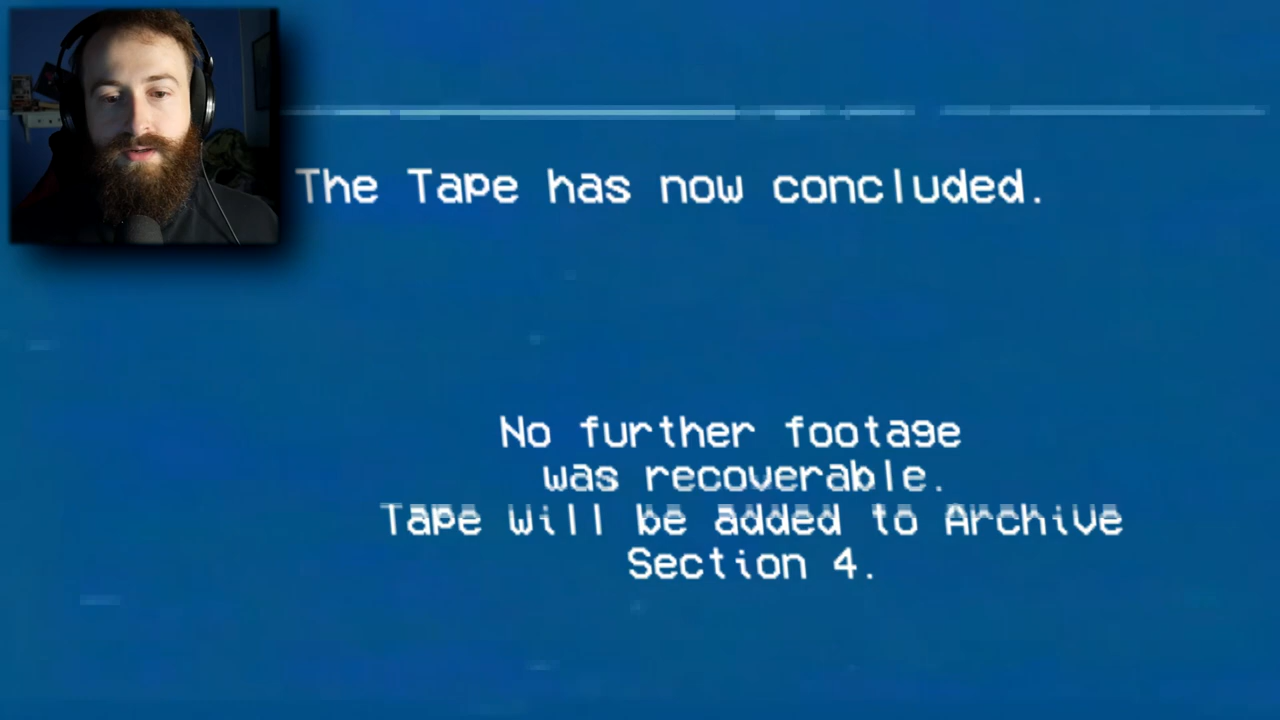 The Tape has now concluded.
No further footage
was recoverable.
Tape Will be added to Archive
Section 4.